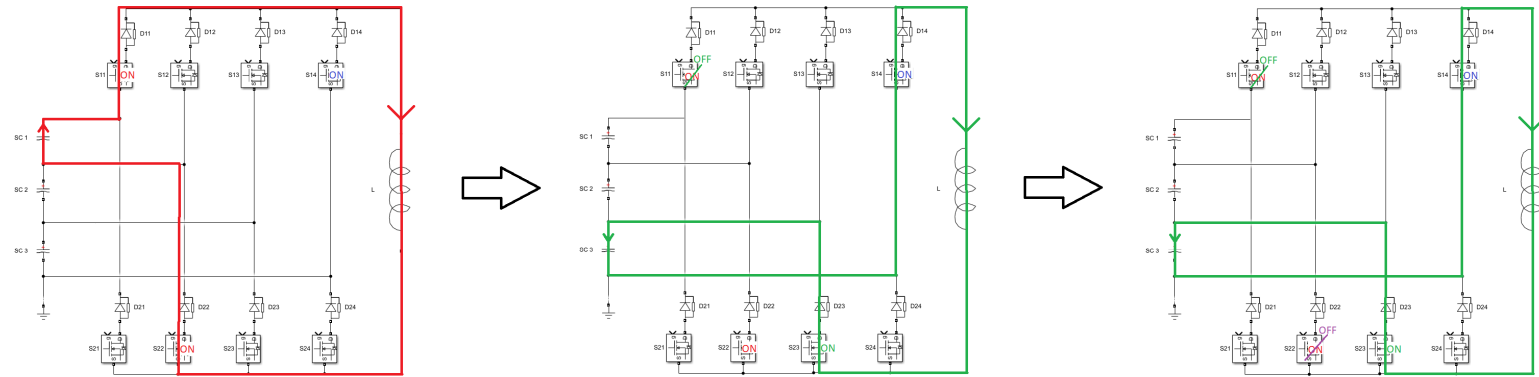 D11 D12 D13 D14
S11 ON S12 S13 S14 ON
SC 1
SC 2
L
SC 3
D21 D22 D23 D24
S21 S22 ON S23 S24
D11 D12 D13 D14
OFF
S11 ON S12 S13 S14 ON
SC 1
SC 2
L
SC 3
D21 D22 D23 D24
S21 S22 ON S23 ON S24
D11 D12 D13 D14
OFF
S11 ON S12 S13 S14 ON
SC 1
SC 2
L
SC 3
D21 D22 D23 D24
OFF
S21 S22 ON S23 ON S24